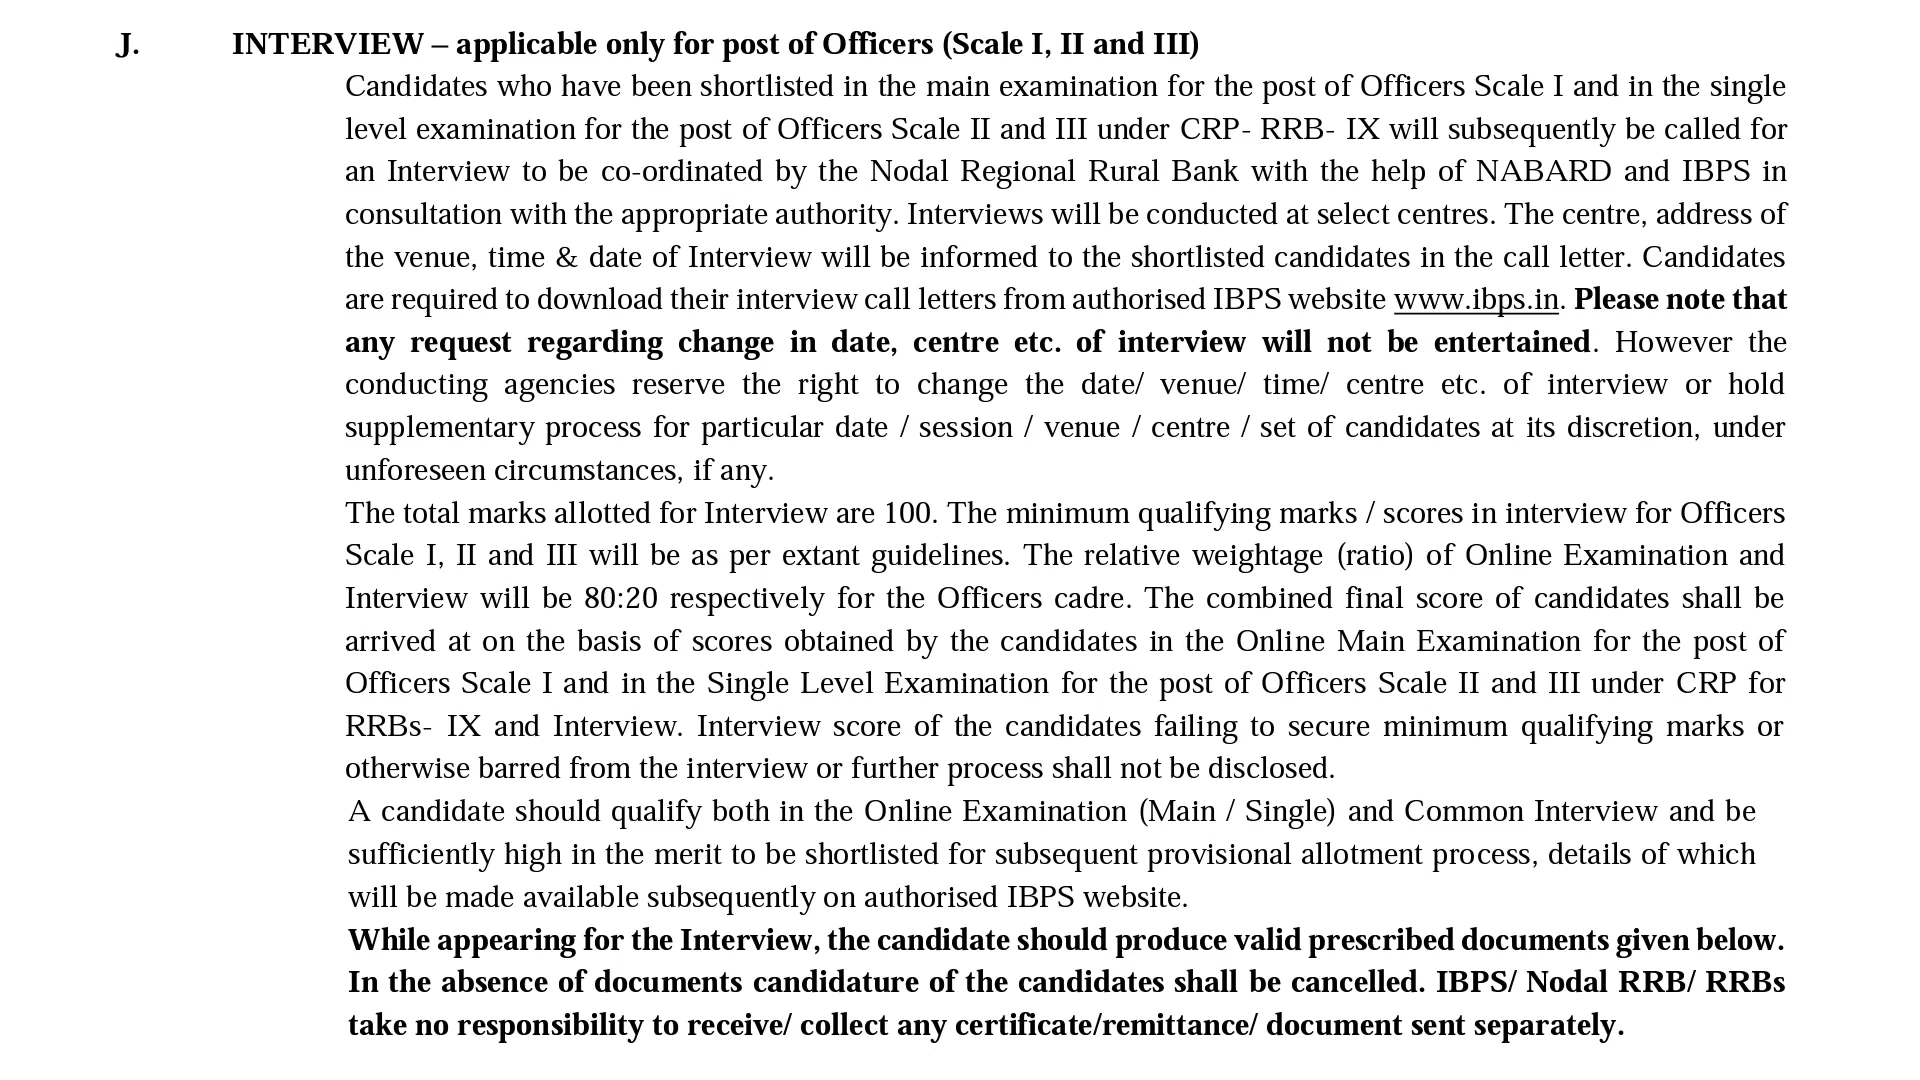 J. INTERVIEW – applicable only for post of Officers (Scale I, II and III)
Candidates who have been shortlisted in the main examination for the post of Officers Scale I and in the single
level examination for the post of Officers Scale II and III under CRP- RRB- IX will subsequently be called for
an Interview to be co-ordinated by the Nodal Regional Rural Bank with the help of NABARD and IBPS in
consultation with the appropriate authority. Interviews will be conducted at select centres. The centre, address of
the venue, time & date of Interview will be informed to the shortlisted candidates in the call letter. Candidates
are required to download their interview call letters from authorised IBPS website www.ibps.in. Please note that
any request regarding change in date, centre etc. of interview will not be entertained. However the
conducting agencies reserve the right to change the date/ venue/ time/ centre etc. of interview or hold
supplementary process for particular date / session / venue / centre / set of candidates at its discretion, under
unforeseen circumstances, if any.
The total marks allotted for Interview are 100. The minimum qualifying marks / scores in interview for Officers
Scale I, II and III will be as per extant guidelines. The relative weightage (ratio) of Online Examination and
Interview will be 80:20 respectively for the Officers cadre. The combined final score of candidates shall be
arrived at on the basis of scores obtained by the candidates in the Online Main Examination for the post of
Officers Scale I and in the Single Level Examination for the post of Officers Scale II and III under CRP for
RRBs- IX and Interview. Interview score of the candidates failing to secure minimum qualifying marks or
otherwise barred from the interview or further process shall not be disclosed.
A candidate should qualify both in the Online Examination (Main / Single) and Common Interview and be
sufficiently high in the merit to be shortlisted for subsequent provisional allotment process, details of which
will be made available subsequently on authorised IBPS website.
While appearing for the Interview, the candidate should produce valid prescribed documents given below.
In the absence of documents candidature of the candidates shall be cancelled. IBPS/ Nodal RRB/ RRBs
take no responsibility to receive/ collect any certificate/remittance/ document sent separately.